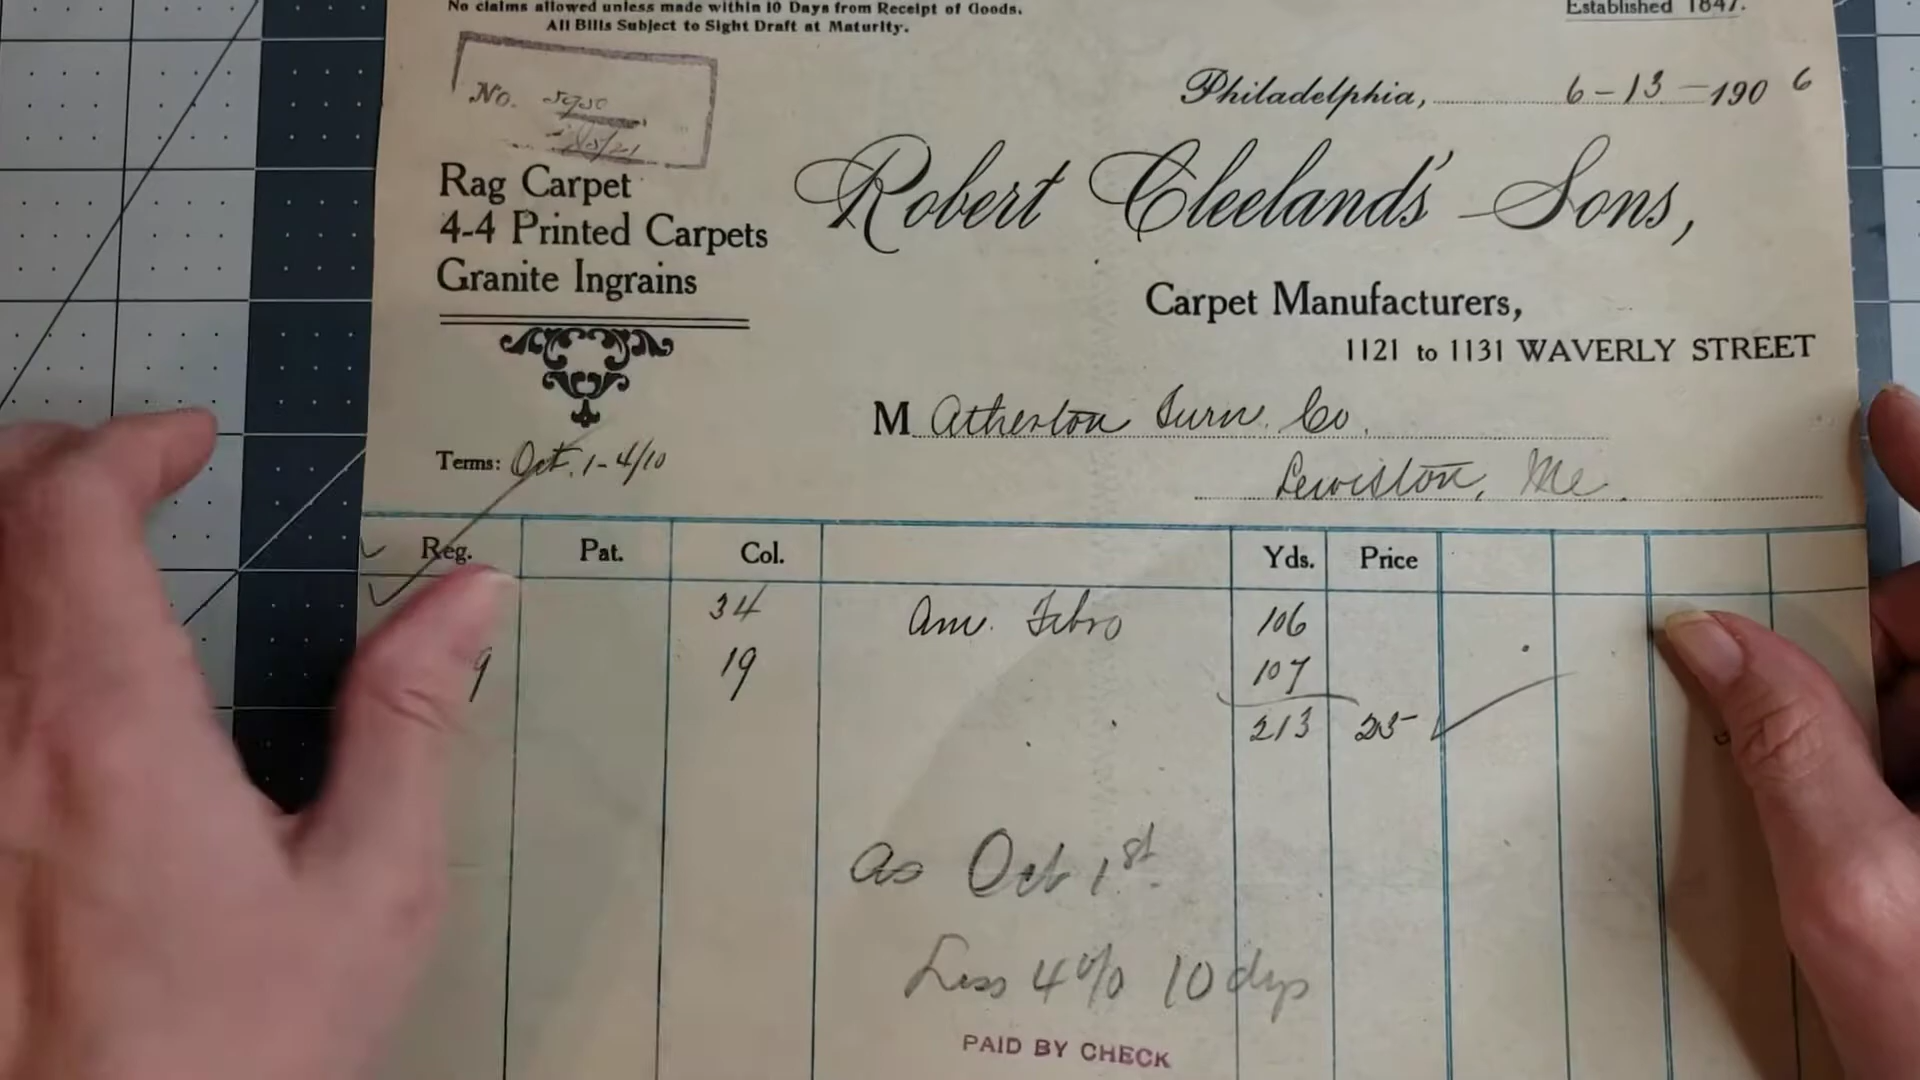 No claims allowed unless made within 10 Days from Receipt of Goods.
All Bills Subject to Sight Draft at Maturity.
Established 1847.
No.
Philadelphia, 6-13-1906
Rag Carpet
4-4 Printed Carpets
Granite Ingrains
Robert Cleelands' Sons,
Carpet Manufacturers,
1121 to 1131 WAVERLY STREET
M Atherton Furn. Co.
Lewiston, Me.
Terms: Oct. 1-4/10
Reg. Pat. Col. Yds. Price
34 Am. Fibro 106
9 19 107
213 25
as Oct 1st
Less 4% 10 dys
PAID BY CHECK